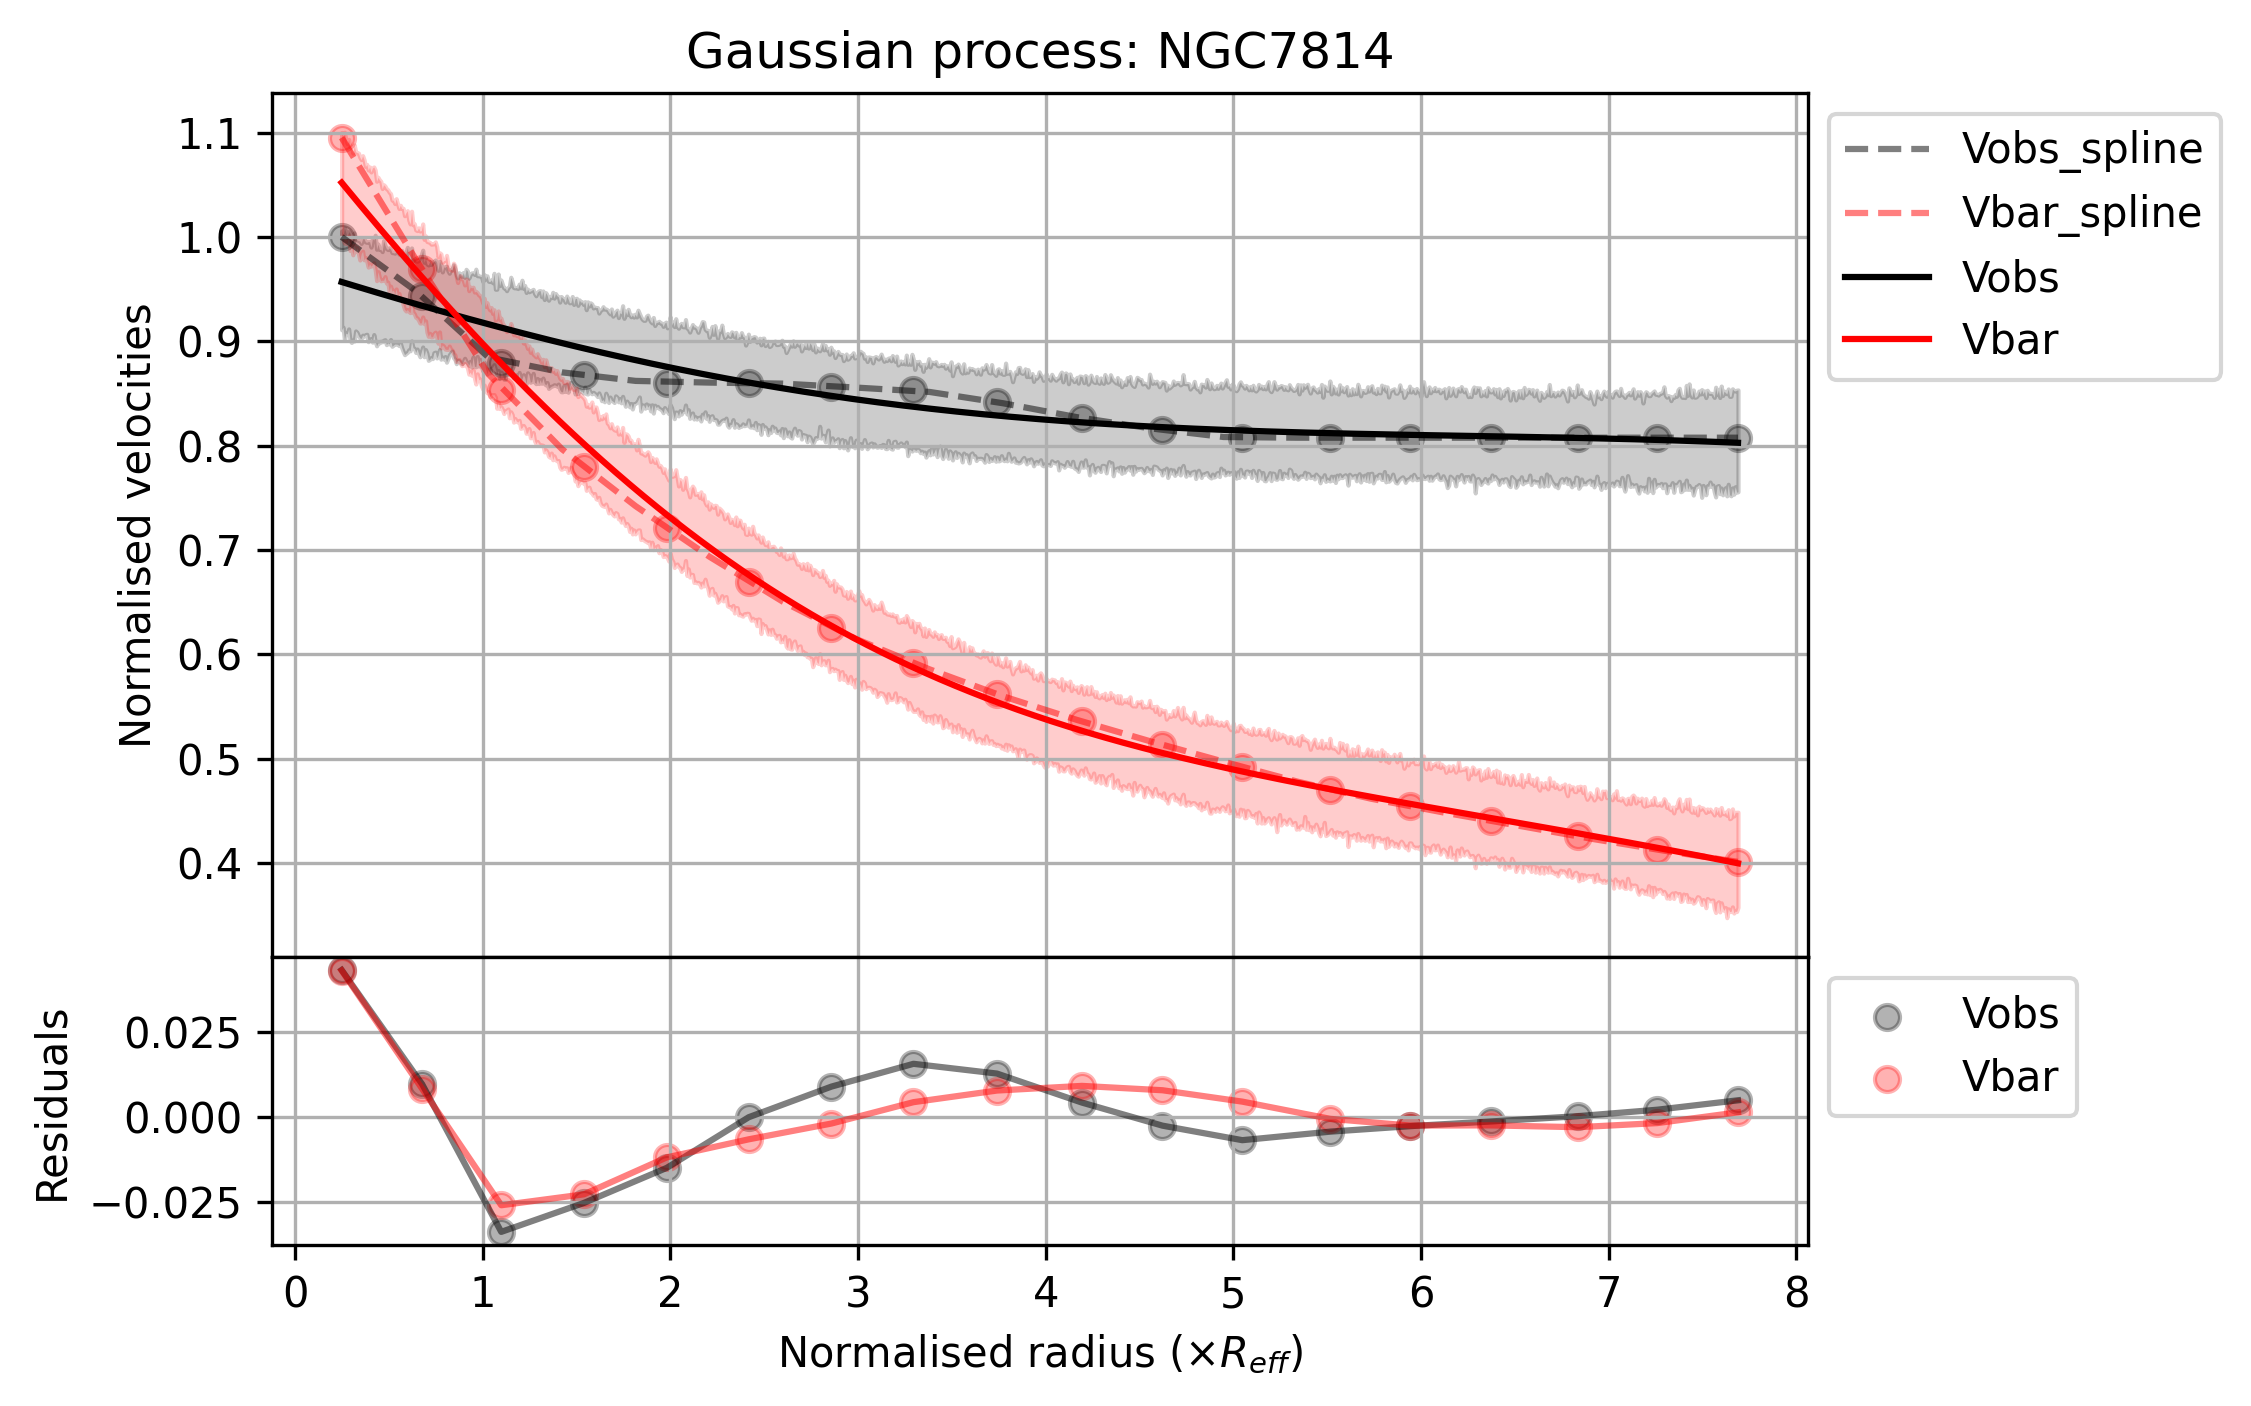 Gaussian process: NGC7814
Normalised velocities
1.1
1.0
0.9
0.8
0.7
0.6
0.5
0.4
Vobs_spline
Vbar_spline
Vobs
Vbar
Residuals
0.025
0.000
−0.025
Vobs
Vbar
0 1 2 3 4 5 6 7 8
Normalised radius (×R_eff)